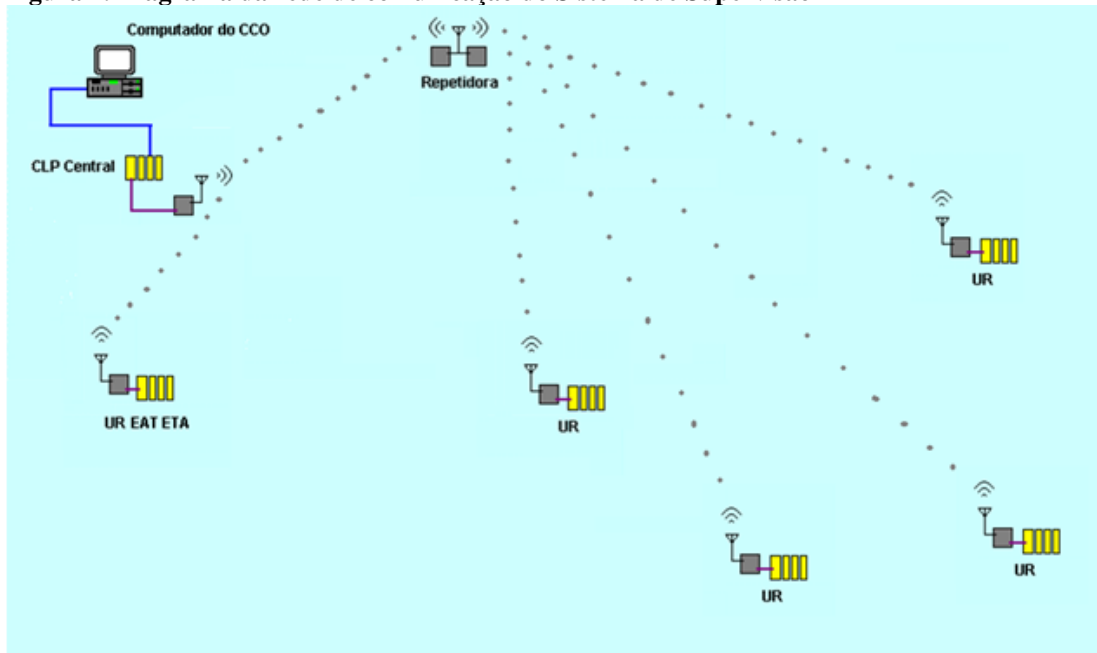 Computador do CCO
Repetidora
CLP Central
UR
UR EAT ETA
UR
UR
UR